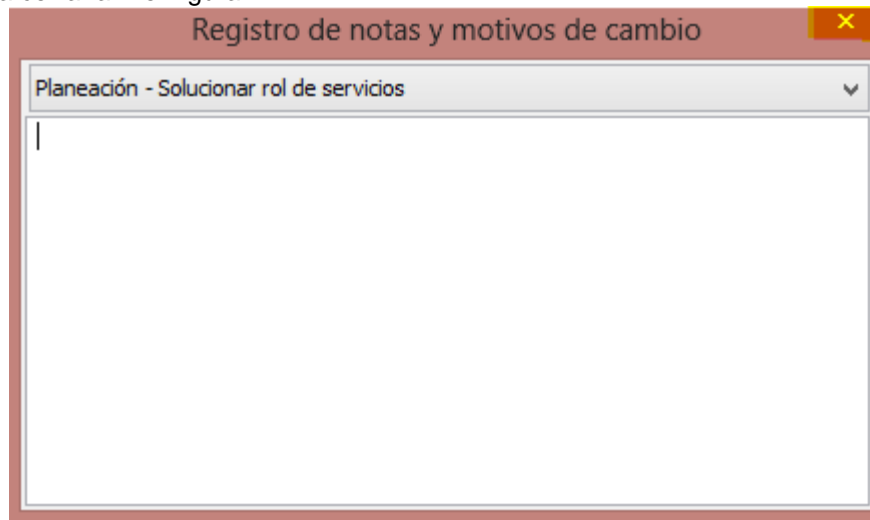 Registro de notas y motivos de cambio
Planeación - Solucionar rol de servicios